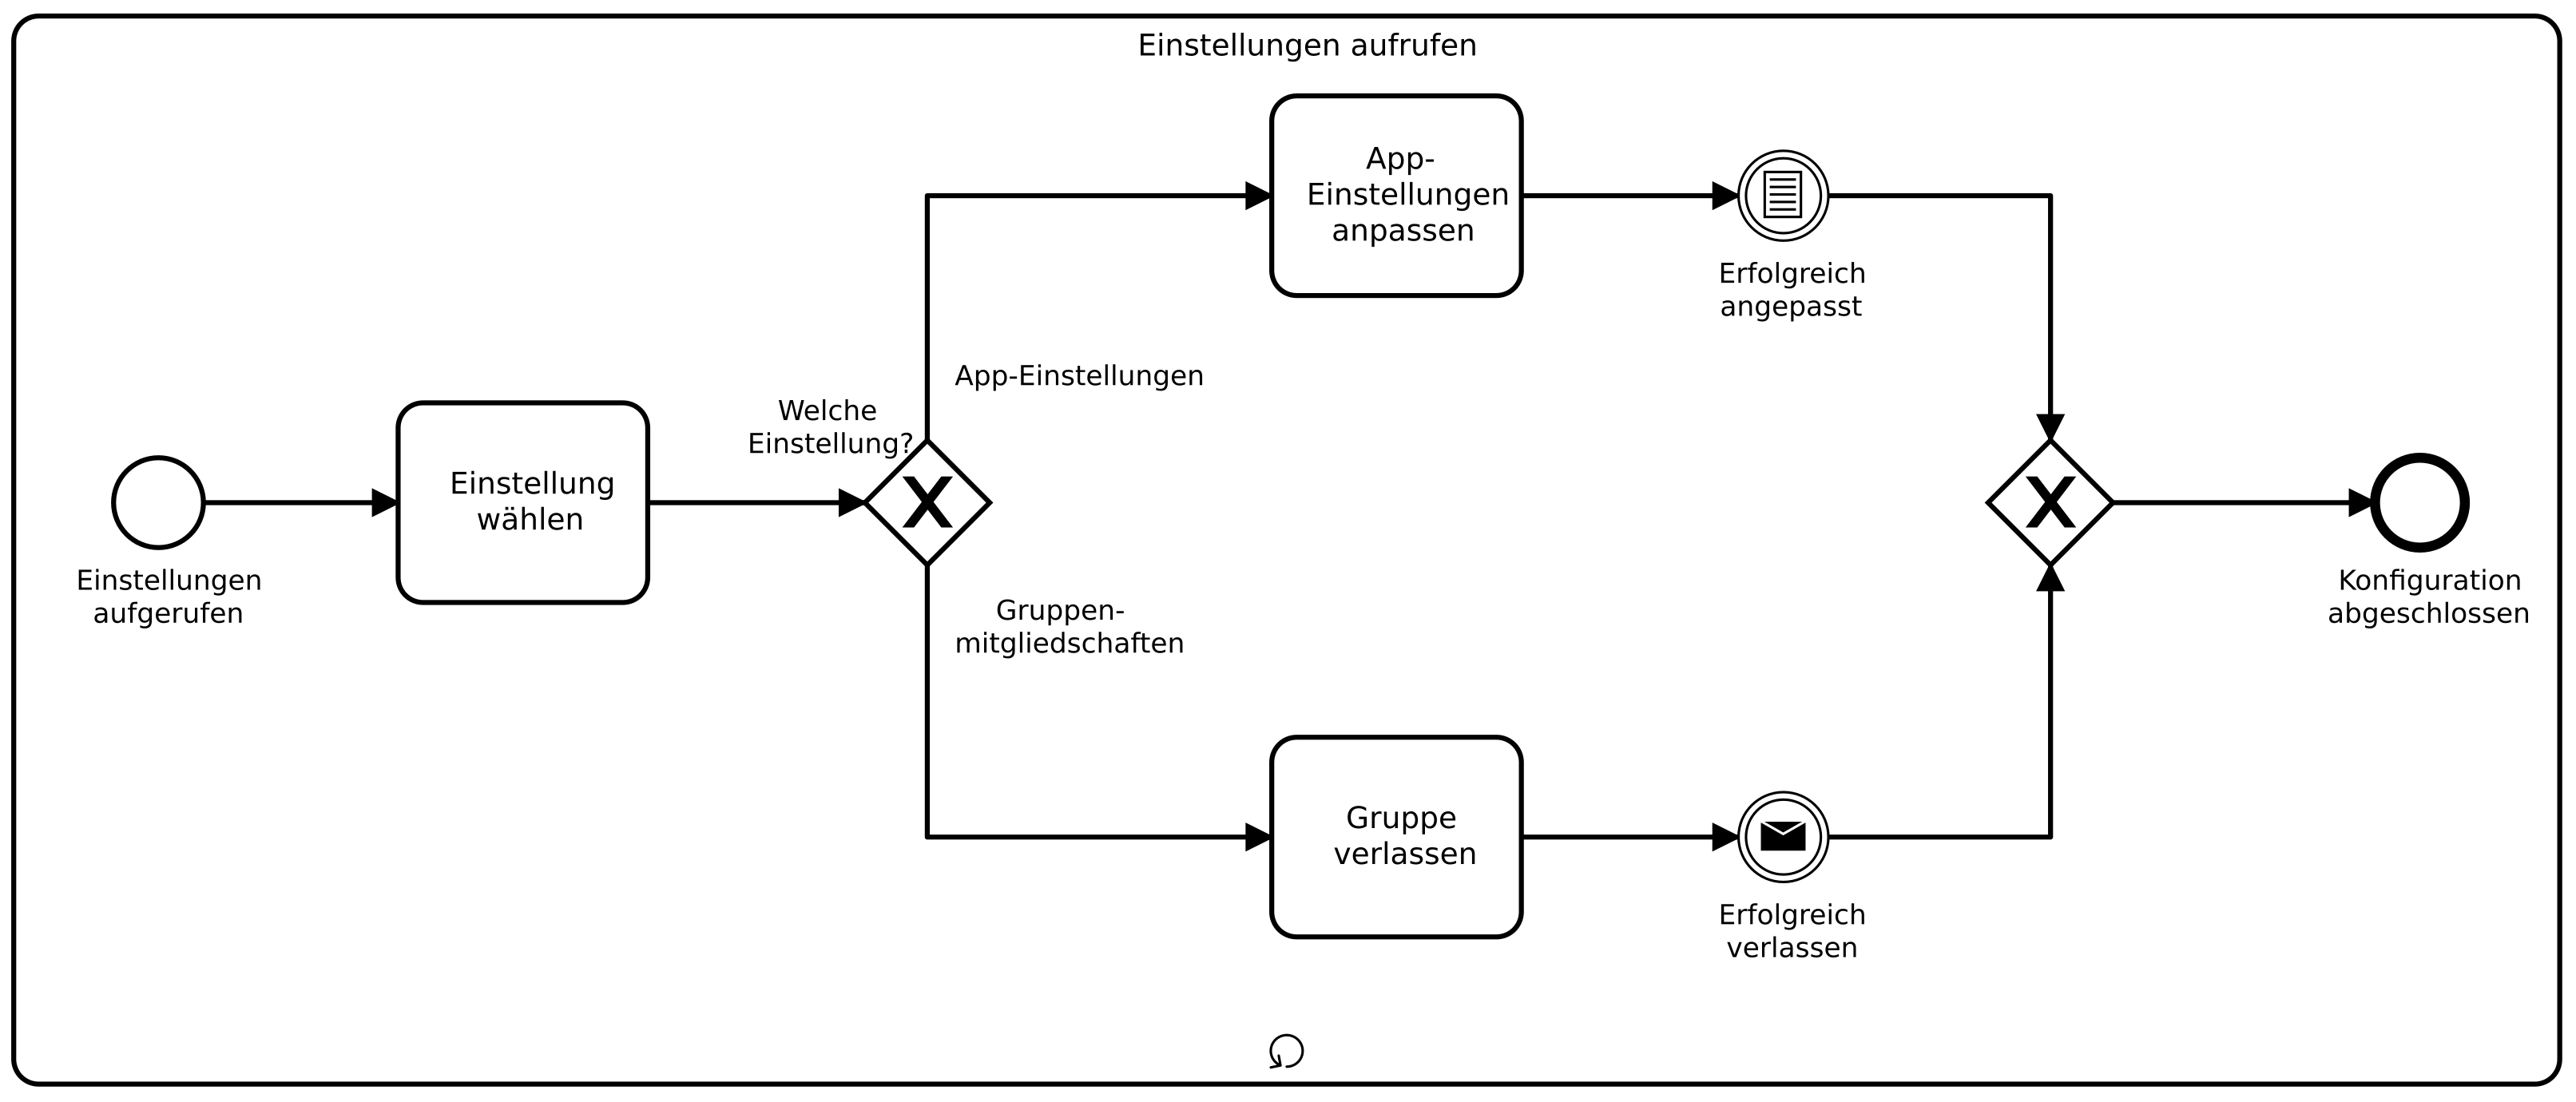 Einstellungen aufrufen
App-
Einstellungen
anpassen
Erfolgreich
angepasst
App-Einstellungen
Welche
Einstellung?
Einstellung
wählen
Einstellungen
aufgerufen
X
X
Konfiguration
abgeschlossen
Gruppen-
mitgliedschaften
Gruppe
verlassen
Erfolgreich
verlassen